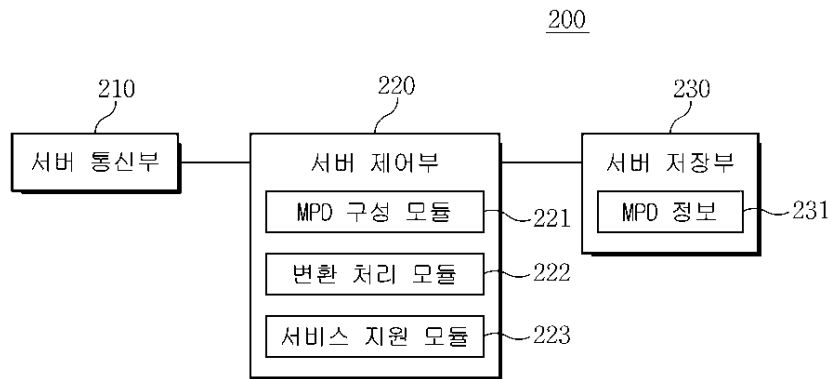 200
210
220
230
서버 통신부
서버 제어부
서버 저장부
MPD 구성 모듈
221
MPD 정보
231
변환 처리 모듈
222
서비스 지원 모듈
223